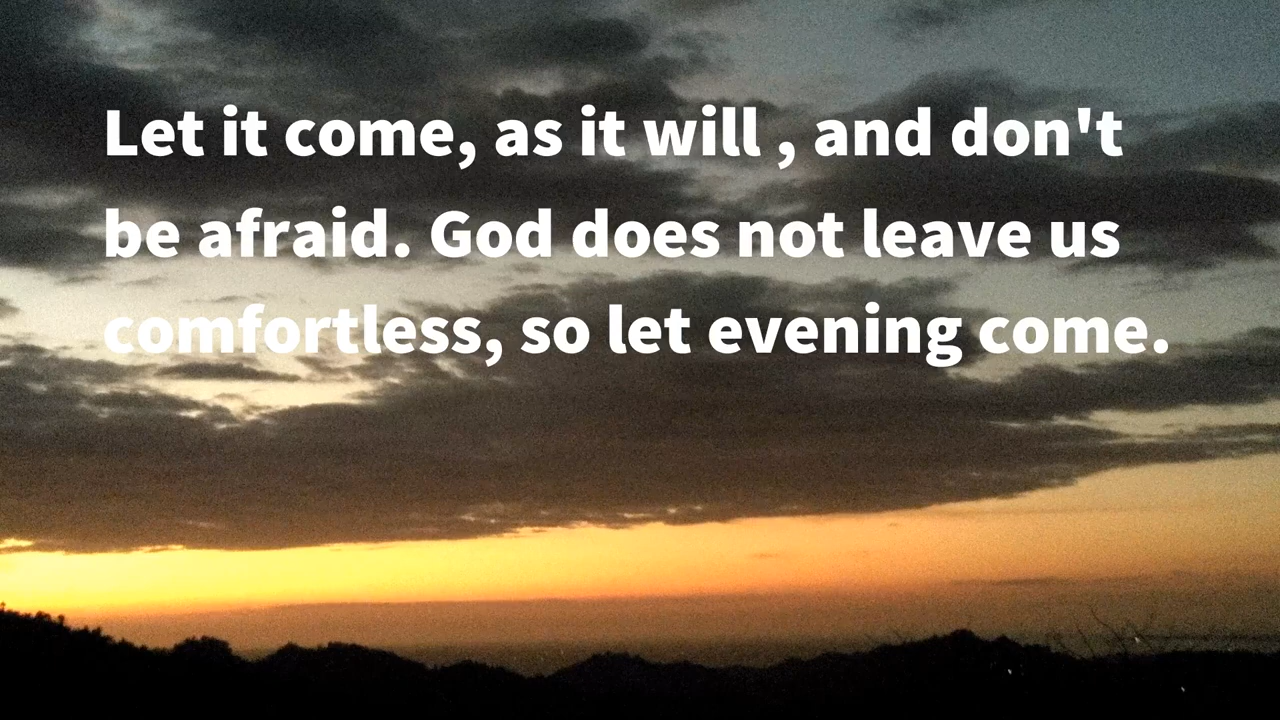 Let it come, as it will , and don't
be afraid. God does not leave us
comfortless, so let evening come.